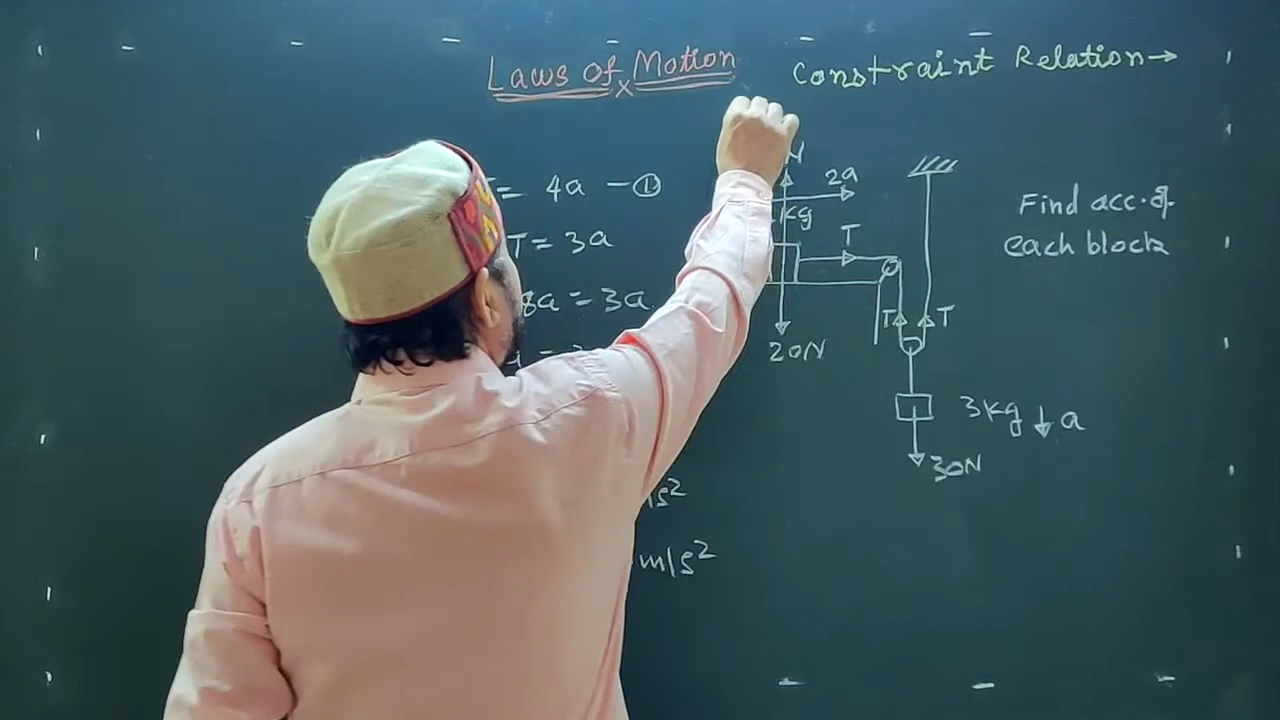 Laws of Motion
Constraint Relation→
= 4a — ①
T = 3a
8a = 3a
N
2a
kg
T
20N
T
T
3kg ↓ a
30N
Find acc. of
each block
m/s²